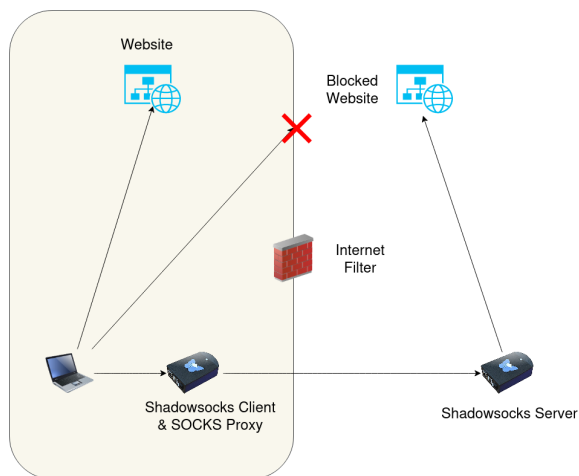 Website
Blocked
Website
Internet
Filter
Shadowsocks Client
& SOCKS Proxy
Shadowsocks Server